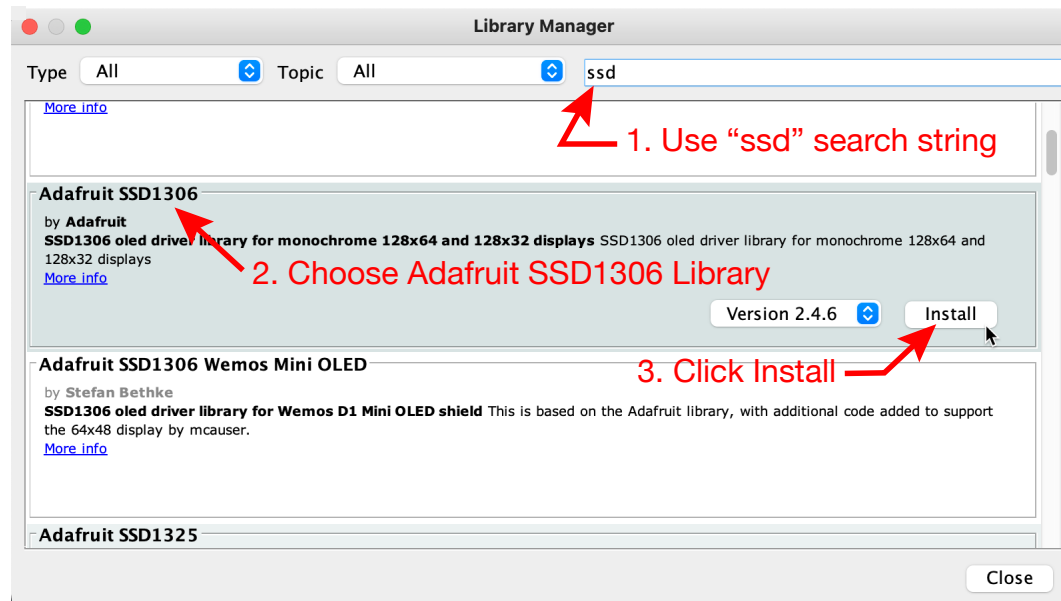 Library Manager
Type All Topic All ssd
More info
1. Use “ssd” search string
Adafruit SSD1306
by Adafruit
SSD1306 oled driver library for monochrome 128x64 and 128x32 displays SSD1306 oled driver library for monochrome 128x64 and
128x32 displays
2. Choose Adafruit SSD1306 Library
More info
Version 2.4.6 Install
3. Click Install
Adafruit SSD1306 Wemos Mini OLED
by Stefan Bethke
SSD1306 oled driver library for Wemos D1 Mini OLED shield This is based on the Adafruit library, with additional code added to support
the 64x48 display by mcauser.
More info
Adafruit SSD1325
Close